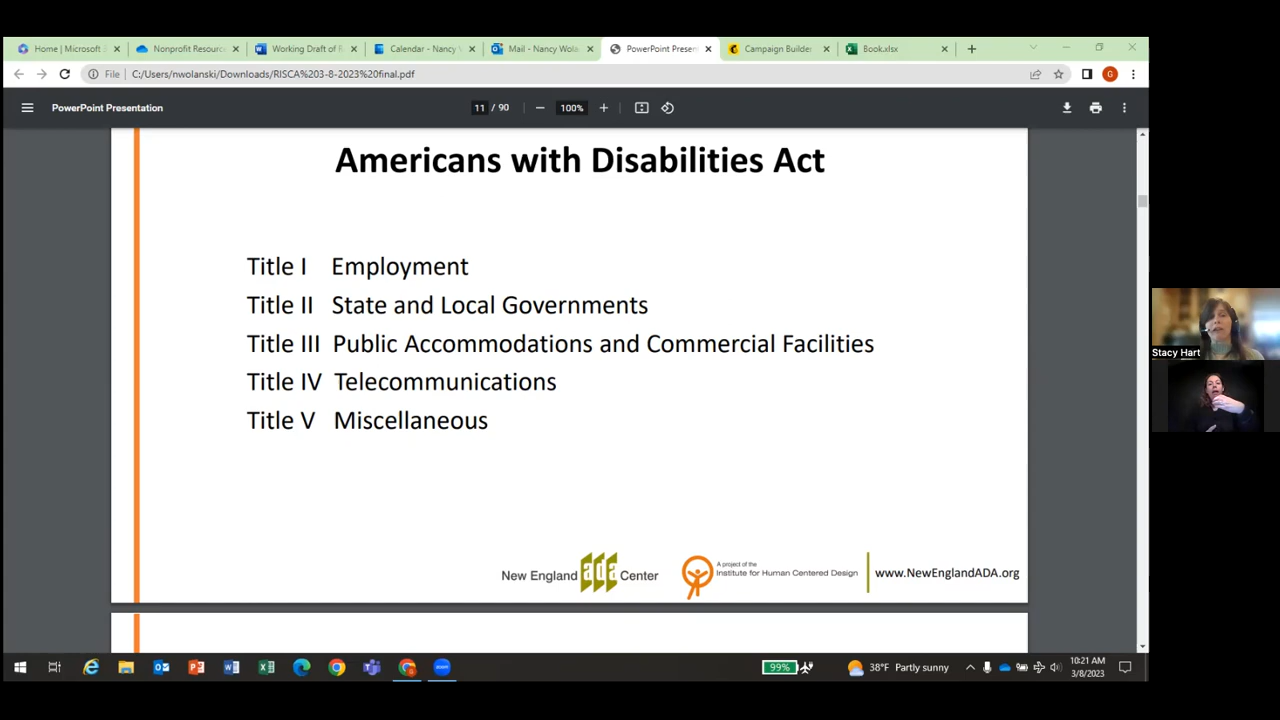 Home | Microsoft
Nonprofit Resourc
Working Draft of R
Calendar - Nancy
Mail - Nancy Wola
PowerPoint Presen
Campaign Builder
Book.xlsx
File
C:/Users/nwolanski/Downloads/RISCA%203-8-2023%20final.pdf
G
PowerPoint Presentation
11 / 90
100%
Americans with Disabilities Act
Title I Employment
Title II State and Local Governments
Title III Public Accommodations and Commercial Facilities
Title IV Telecommunications
Title V Miscellaneous
New England ada Center
A project of the
Institute for Human Centered Design
www.NewEnglandADA.org
Stacy Hart
99%
38°F Partly sunny
10:21 AM
3/8/2023